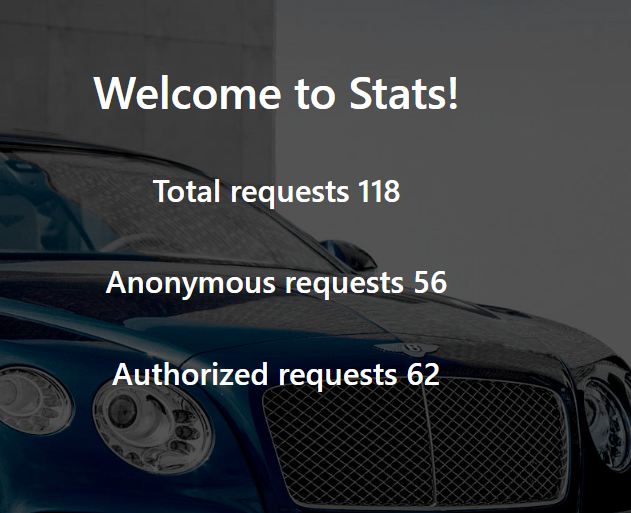 Welcome to Stats!
Total requests 118
Anonymous requests 56
Authorized requests 62